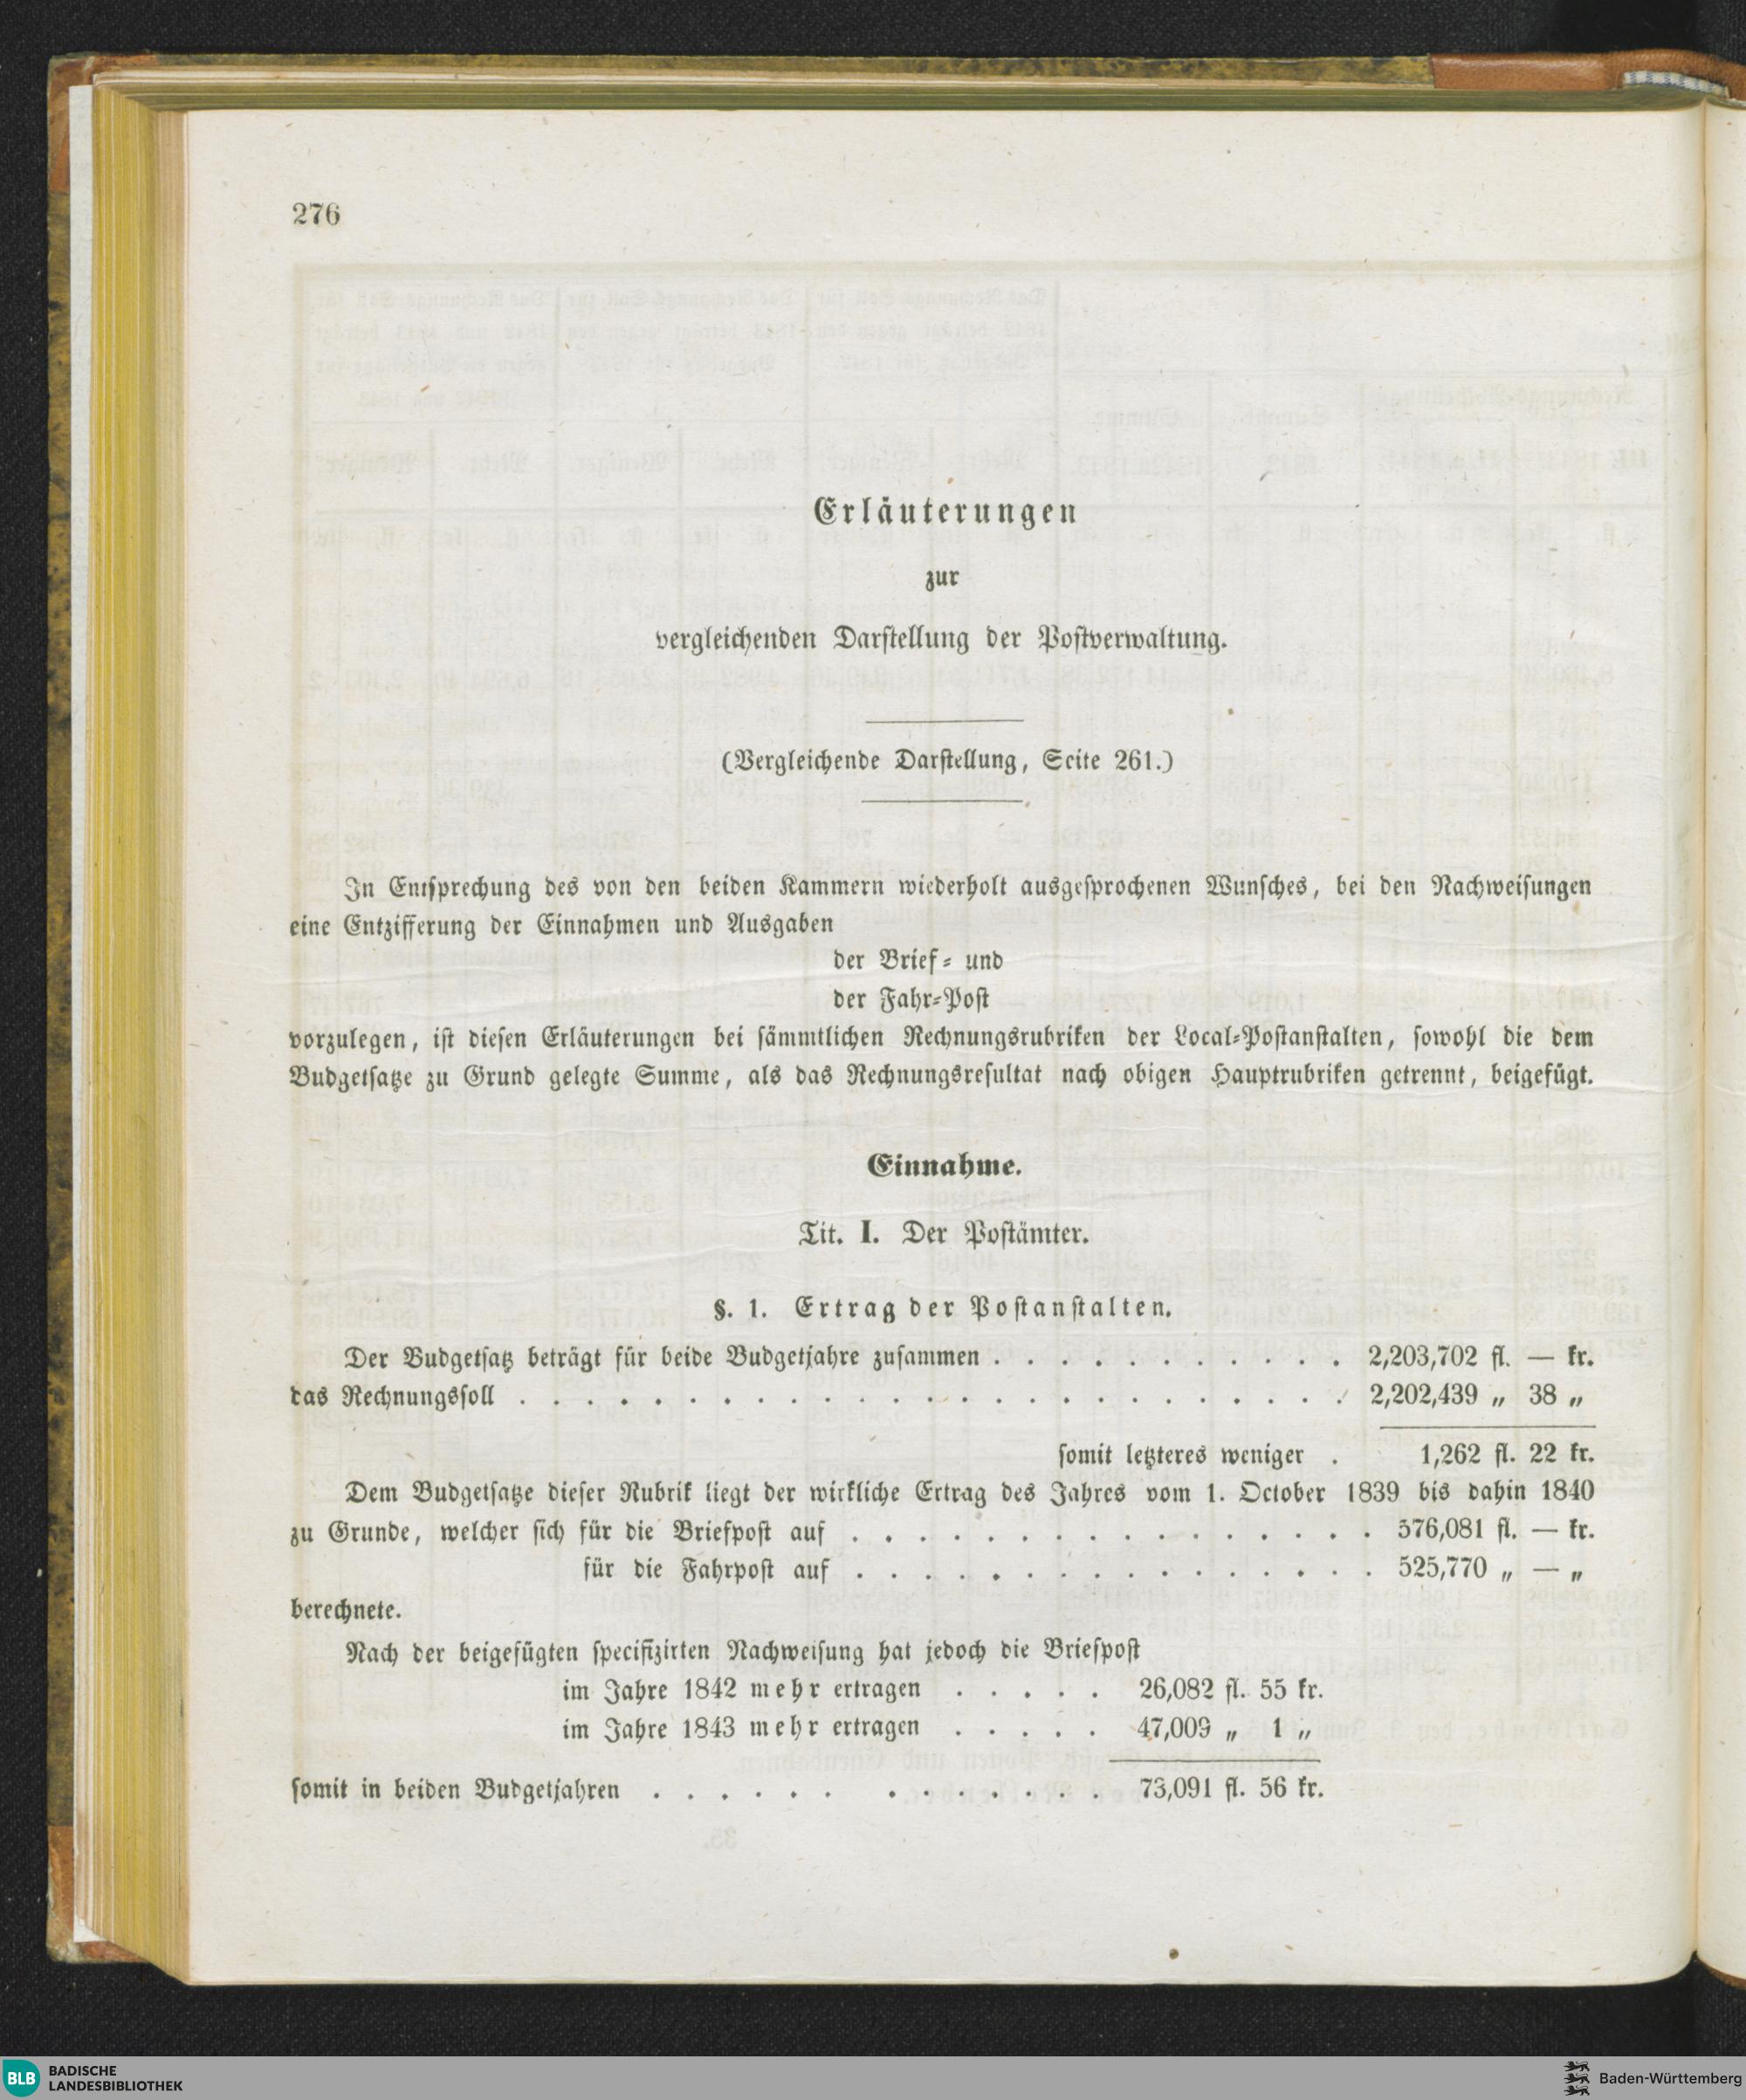 276
Erläuterungen
zur
vergleichenden Darstellung der Postverwaltung.
(Vergleichende Darstellung, Seite 261.)
In Entsprechung des von den beiden Kammern wiederholt ausgesprochenen Wunsches, bei den Nachweisungen
eine Entzifferung der Einnahmen und Ausgaben
der Brief- und
der Fahr-Post
vorzulegen, ist diesen Erläuterungen bei sämmtlichen Rechnungsrubriken der Local-Postanstalten, sowohl die dem
Budgetsatze zu Grund gelegte Summe, als das Rechnungsresultat nach obigen Hauptrubriken getrennt, beigefügt.
Einnahme.
Tit. I. Der Postämter.
§. 1. Ertrag der Postanstalten.
Der Budgetsatz beträgt für beide Budgetjahre zusammen . . . . . . . . . . . 2,203,702 fl. — kr.
das Rechnungssoll . . . . . . . . . . . . . . . . . . . . . . . . . 2,202,439 „ 38 „
somit letzteres weniger . 1,262 fl. 22 kr.
Dem Budgetsatze dieser Rubrik liegt der wirkliche Ertrag des Jahres vom 1. October 1839 bis dahin 1840
zu Grunde, welcher sich für die Briefpost auf . . . . . . . . . . . . . . . . 576,081 fl. — kr.
für die Fahrpost auf . . . . . . . . . . . . . . . . 525,770 „ — „
berechnete.
Nach der beigefügten specifizirten Nachweisung hat jedoch die Briefpost
im Jahre 1842 mehr ertragen . . . . . 26,082 fl. 55 kr.
im Jahre 1843 mehr ertragen . . . . . 47,009 „ 1 „
somit in beiden Budgetjahren . . . . . . . . . . . . . 73,091 fl. 56 kr.
BLB BADISCHE
LANDESBIBLIOTHEK
Baden-Württemberg